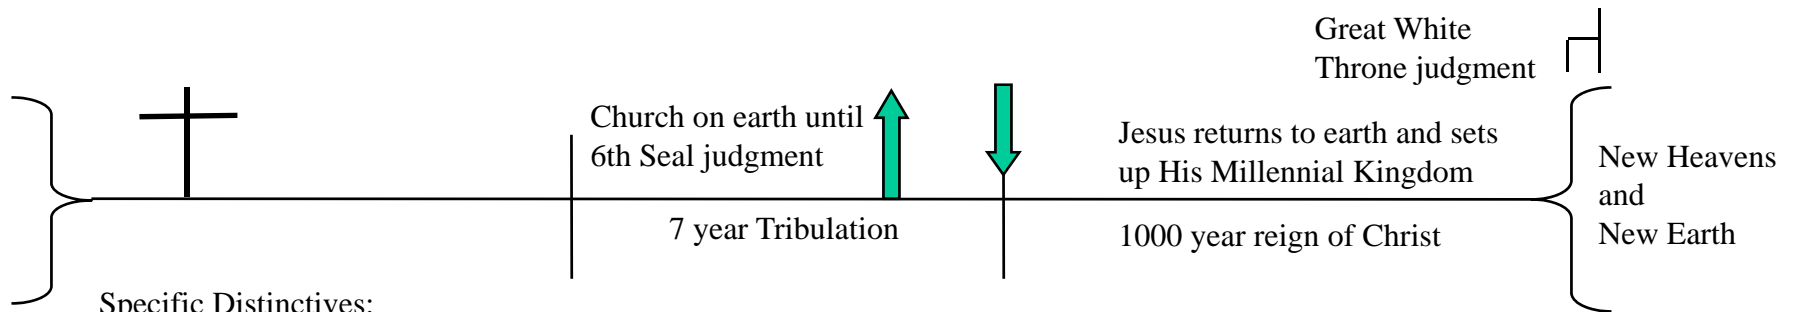 Great White
Throne judgment
Church on earth until
6th Seal judgment
Jesus returns to earth and sets
up His Millennial Kingdom
New Heavens
and
New Earth
7 year Tribulation
1000 year reign of Christ
Specific Distinctives: